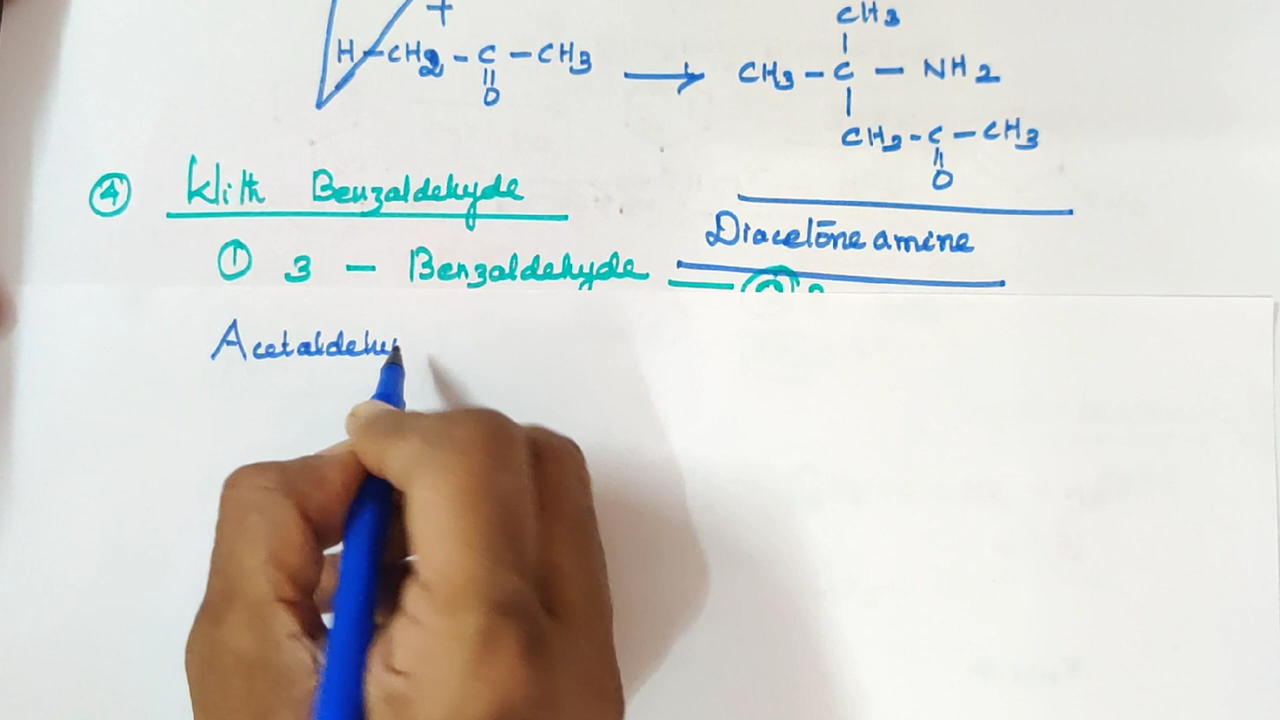 CH3
+
H-CH2 - C - CH3 → CH3 - C - NH2
O
CH2 - C - CH3
O
④ With Benzaldehyde
Diacetone amine
① 3 - Benzaldehyde
Acetaldehy